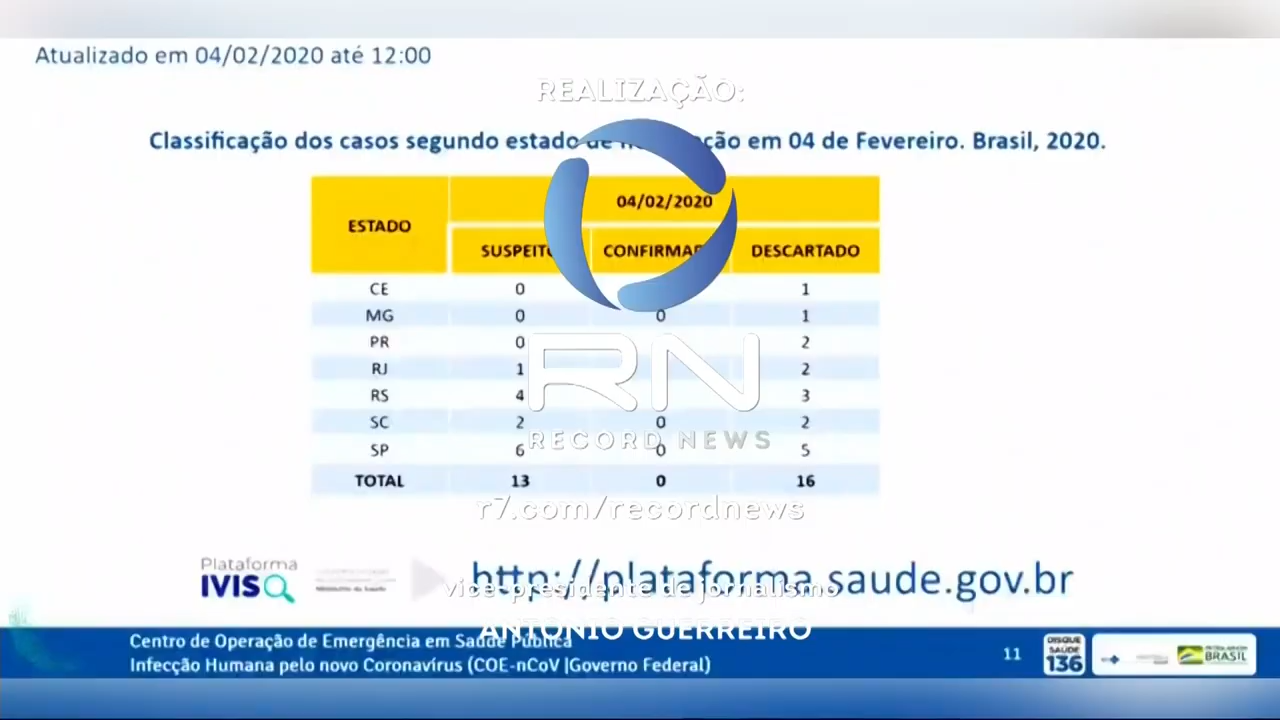 Atualizado em 04/02/2020 até 12:00
REALIZAÇÃO:
Classificação dos casos segundo estado de ção em 04 de Fevereiro. Brasil, 2020.
ESTADO 04/02/2020
SUSPEITO CONFIRMADO DESCARTADO
CE 0 1
MG 0 0 1
PR 0 2
RJ 1 2
RS 4 3
SC 2 0 2
SP 6 0 5
TOTAL 13 0 16
RN
RECORD NEWS
r7.com/recordnews
Plataforma
IVIS
http://plataforma.saude.gov.br
vice-presidente de jornalismo
ANTONIO GUERREIRO
Centro de Operação de Emergência em Saúde Pública
Infecção Humana pelo novo Coronavírus (COE-nCoV |Governo Federal)
11
DISQUE
SAÚDE
136
BRASIL